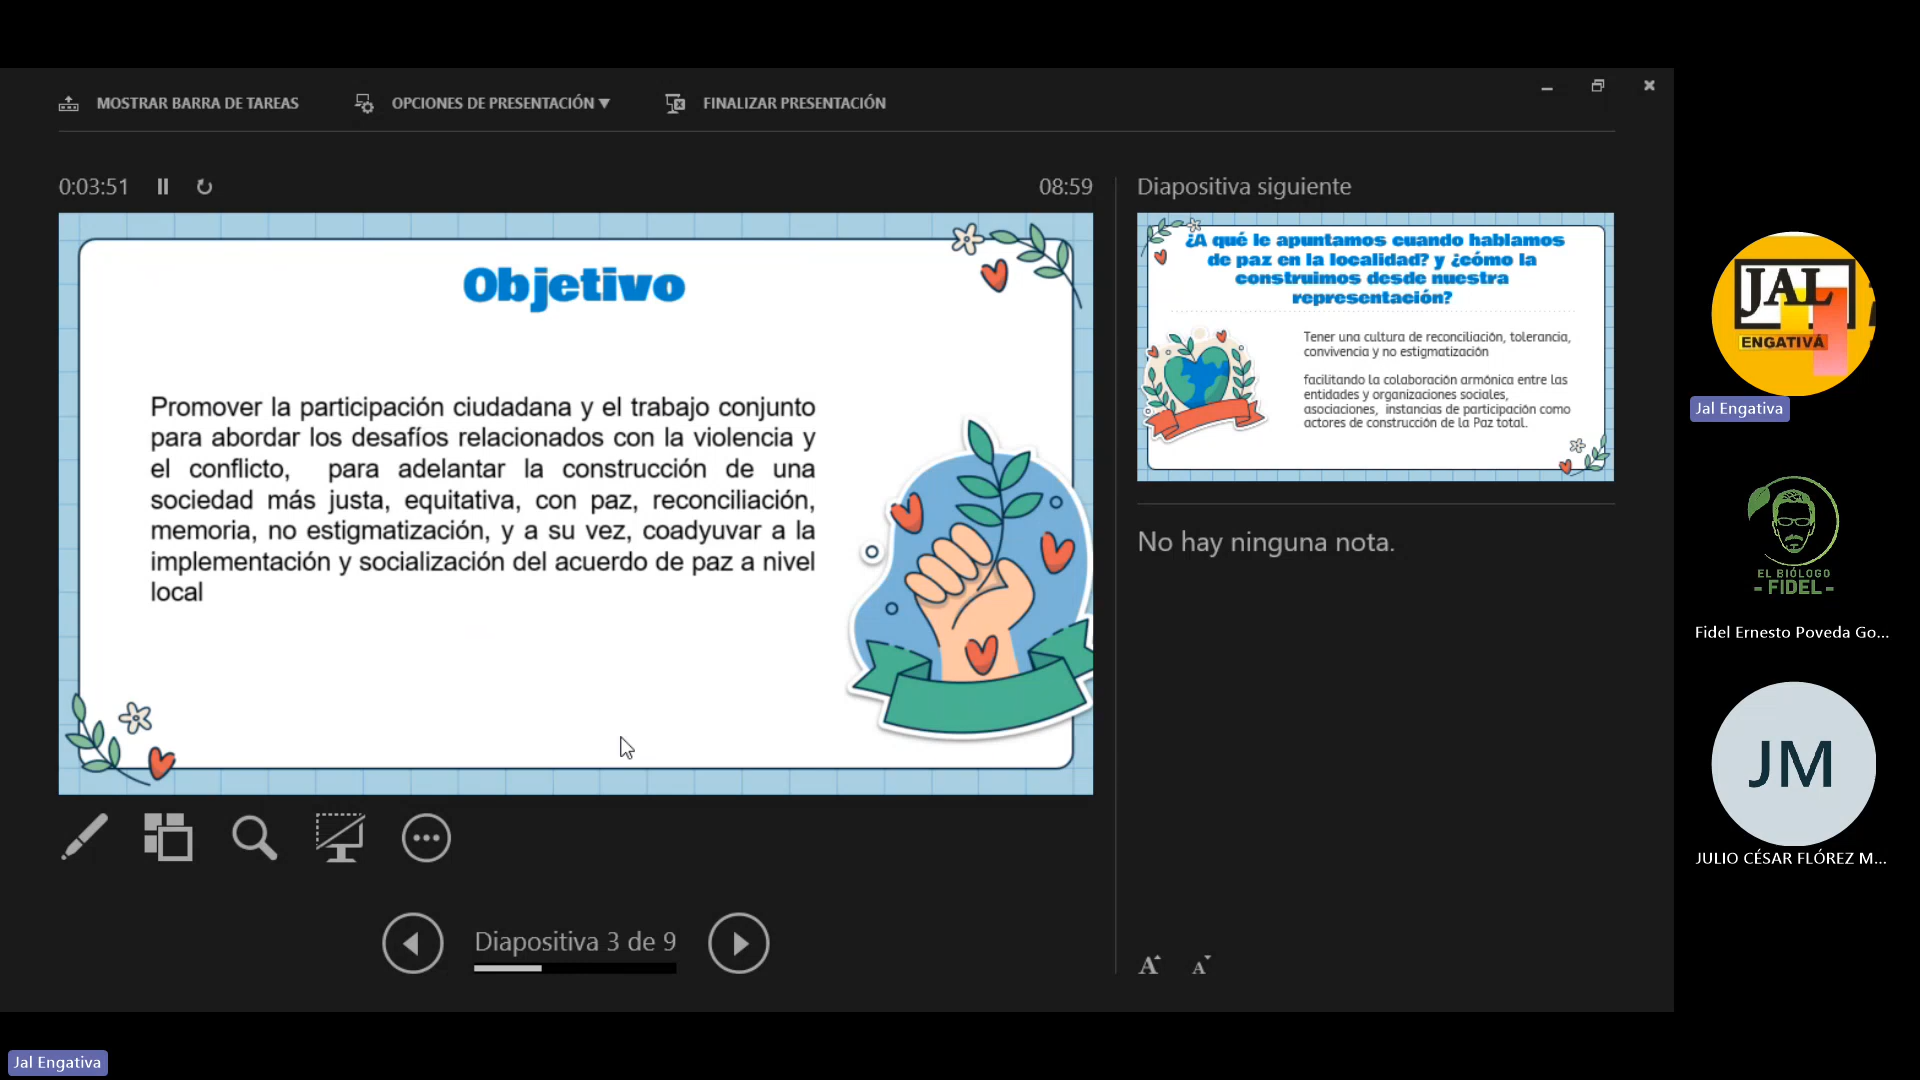 MOSTRAR BARRA DE TAREAS
OPCIONES DE PRESENTACIÓN ▼
FINALIZAR PRESENTACIÓN
0:03:51
08:59
Objetivo
Promover la participación ciudadana y el trabajo conjunto
para abordar los desafíos relacionados con la violencia y
el conflicto, para adelantar la construcción de una
sociedad más justa, equitativa, con paz, reconciliación,
memoria, no estigmatización, y a su vez, coadyuvar a la
implementación y socialización del acuerdo de paz a nivel
local
Diapositiva 3 de 9
Diapositiva siguiente
¿A qué le apuntamos cuando hablamos
de paz en la localidad? y ¿cómo la
construimos desde nuestra
representación?
Tener una cultura de reconciliación, tolerancia,
convivencia y no estigmatización
facilitando la colaboración armónica entre las
entidades y organizaciones sociales,
asociaciones, instancias de participación como
actores de construcción de la Paz total.
No hay ninguna nota.
A A
JAL
ENGATIVÁ
Jal Engativa
EL BIÓLOGO
- FIDEL -
Fidel Ernesto Poveda Go...
JM
JULIO CÉSAR FLÓREZ M...
Jal Engativa